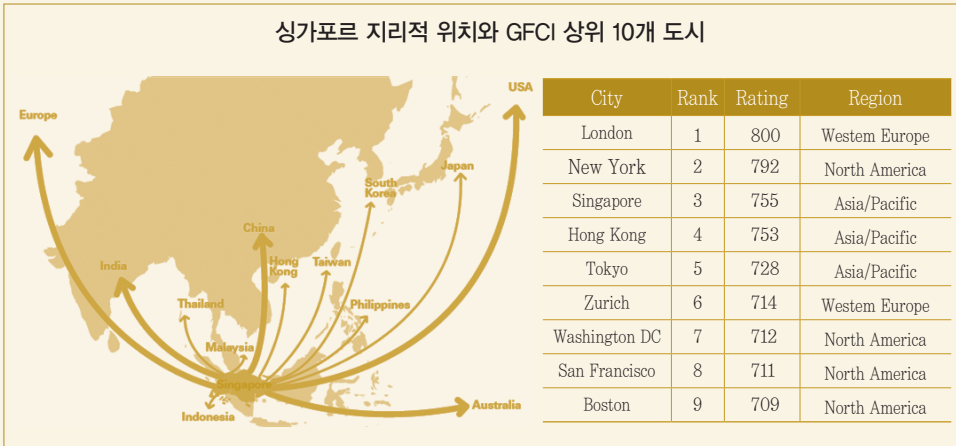 싱가포르 지리적 위치와 GFCI 상위 10개 도시
USA
Europe
Japan
South
Korea
China
Hong
Kong
Taiwan
India
Thailand
Philippines
Malaysia
Singapore
Indonesia
Australia
City Rank Rating Region
London 1 800 Westem Europe
New York 2 792 North America
Singapore 3 755 Asia/Pacific
Hong Kong 4 753 Asia/Pacific
Tokyo 5 728 Asia/Pacific
Zurich 6 714 Westem Europe
Washington DC 7 712 North America
San Francisco 8 711 North America
Boston 9 709 North America